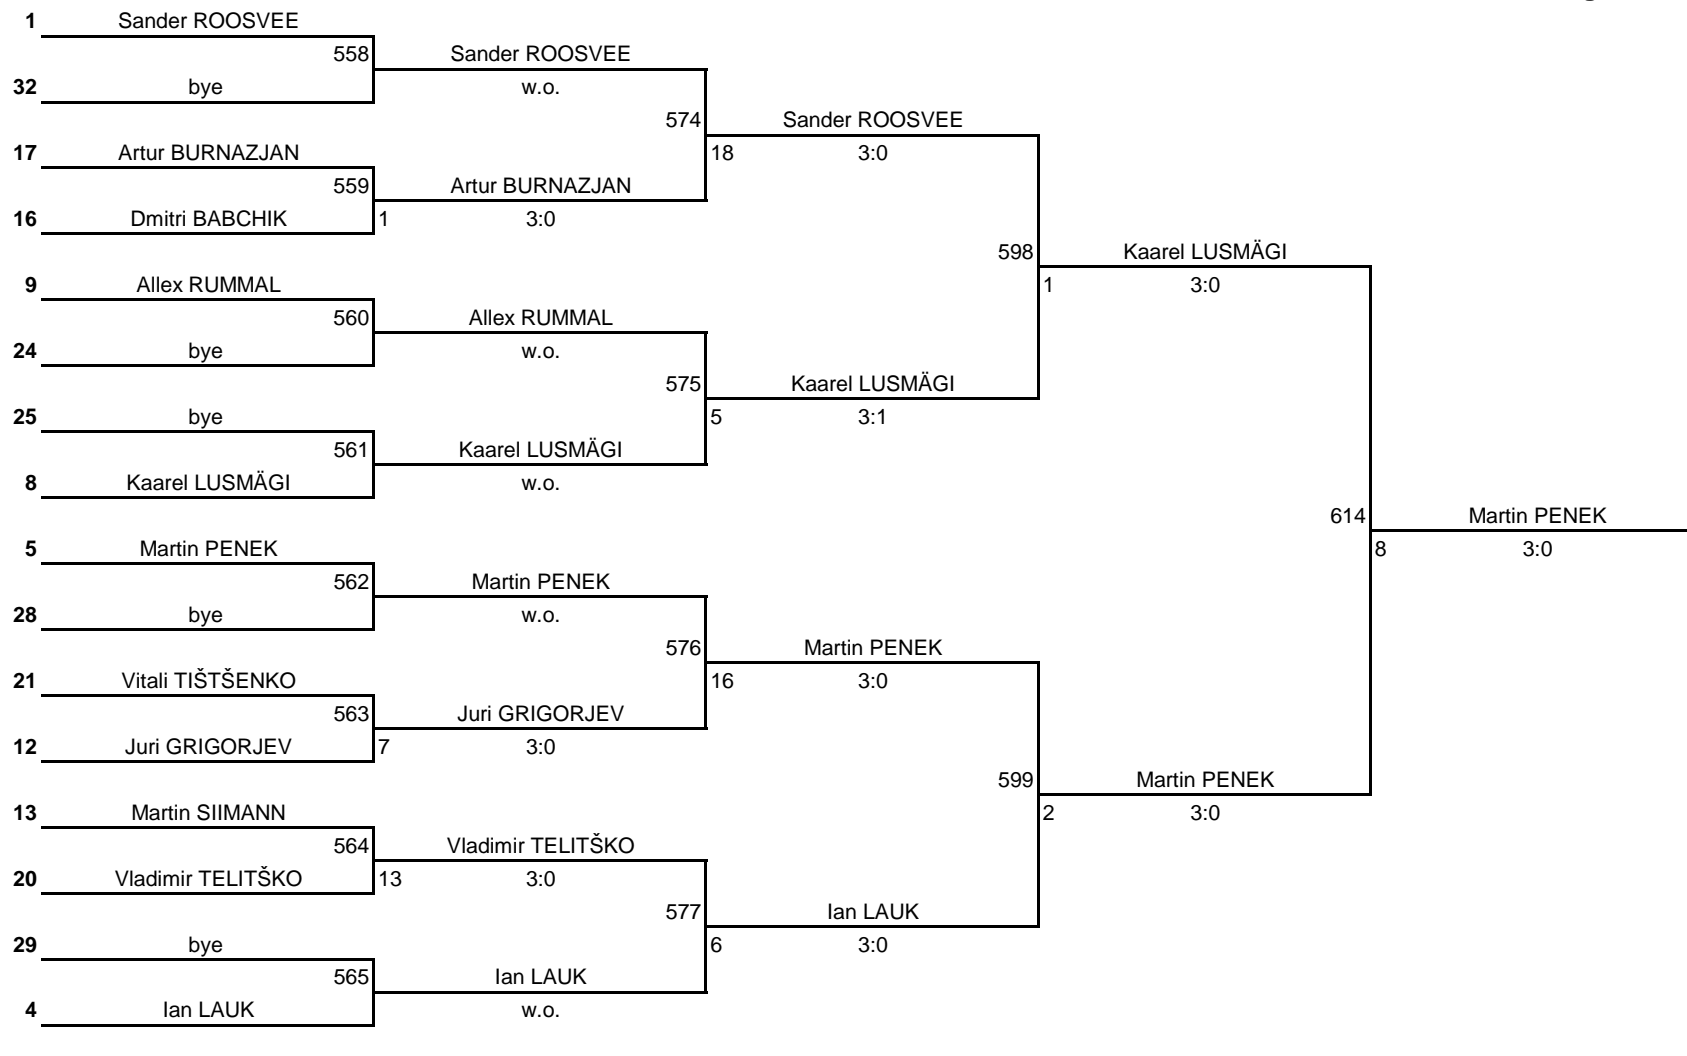 1 Sander ROOSVEE
558 Sander ROOSVEE
32 bye w.o.
574 Sander ROOSVEE
17 Artur BURNAZJAN 18 3:0
559 Artur BURNAZJAN
16 Dmitri BABCHIK 1 3:0
598 Kaarel LUSMÄGI
9 Allex RUMMAL 1 3:0
560 Allex RUMMAL
24 bye w.o.
575 Kaarel LUSMÄGI
25 bye 5 3:1
561 Kaarel LUSMÄGI
8 Kaarel LUSMÄGI w.o.
614 Martin PENEK
5 Martin PENEK 8 3:0
562 Martin PENEK
28 bye w.o.
576 Martin PENEK
21 Vitali TIŠTŠENKO 16 3:0
563 Juri GRIGORJEV
12 Juri GRIGORJEV 7 3:0
599 Martin PENEK
13 Martin SIIMANN 2 3:0
564 Vladimir TELITŠKO
20 Vladimir TELITŠKO 13 3:0
577 Ian LAUK
29 bye 6 3:0
565 Ian LAUK
4 Ian LAUK w.o.